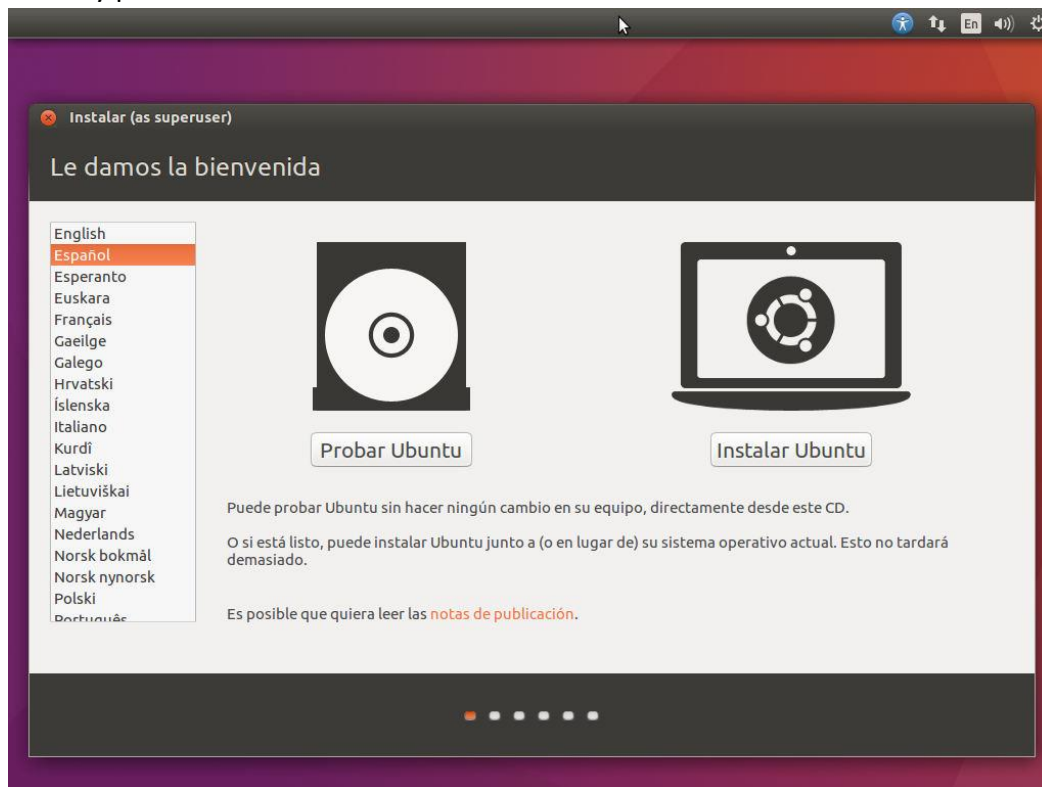 En
Instalar (as superuser)
Le damos la bienvenida
English
Español
Esperanto
Euskara
Français
Gaeilge
Galego
Hrvatski
Íslenska
Italiano
Kurdî
Latviski
Lietuviškai
Magyar
Nederlands
Norsk bokmål
Norsk nynorsk
Polski
Português
Probar Ubuntu
Instalar Ubuntu
Puede probar Ubuntu sin hacer ningún cambio en su equipo, directamente desde este CD.
O si está listo, puede instalar Ubuntu junto a (o en lugar de) su sistema operativo actual. Esto no tardará
demasiado.
Es posible que quiera leer las notas de publicación.